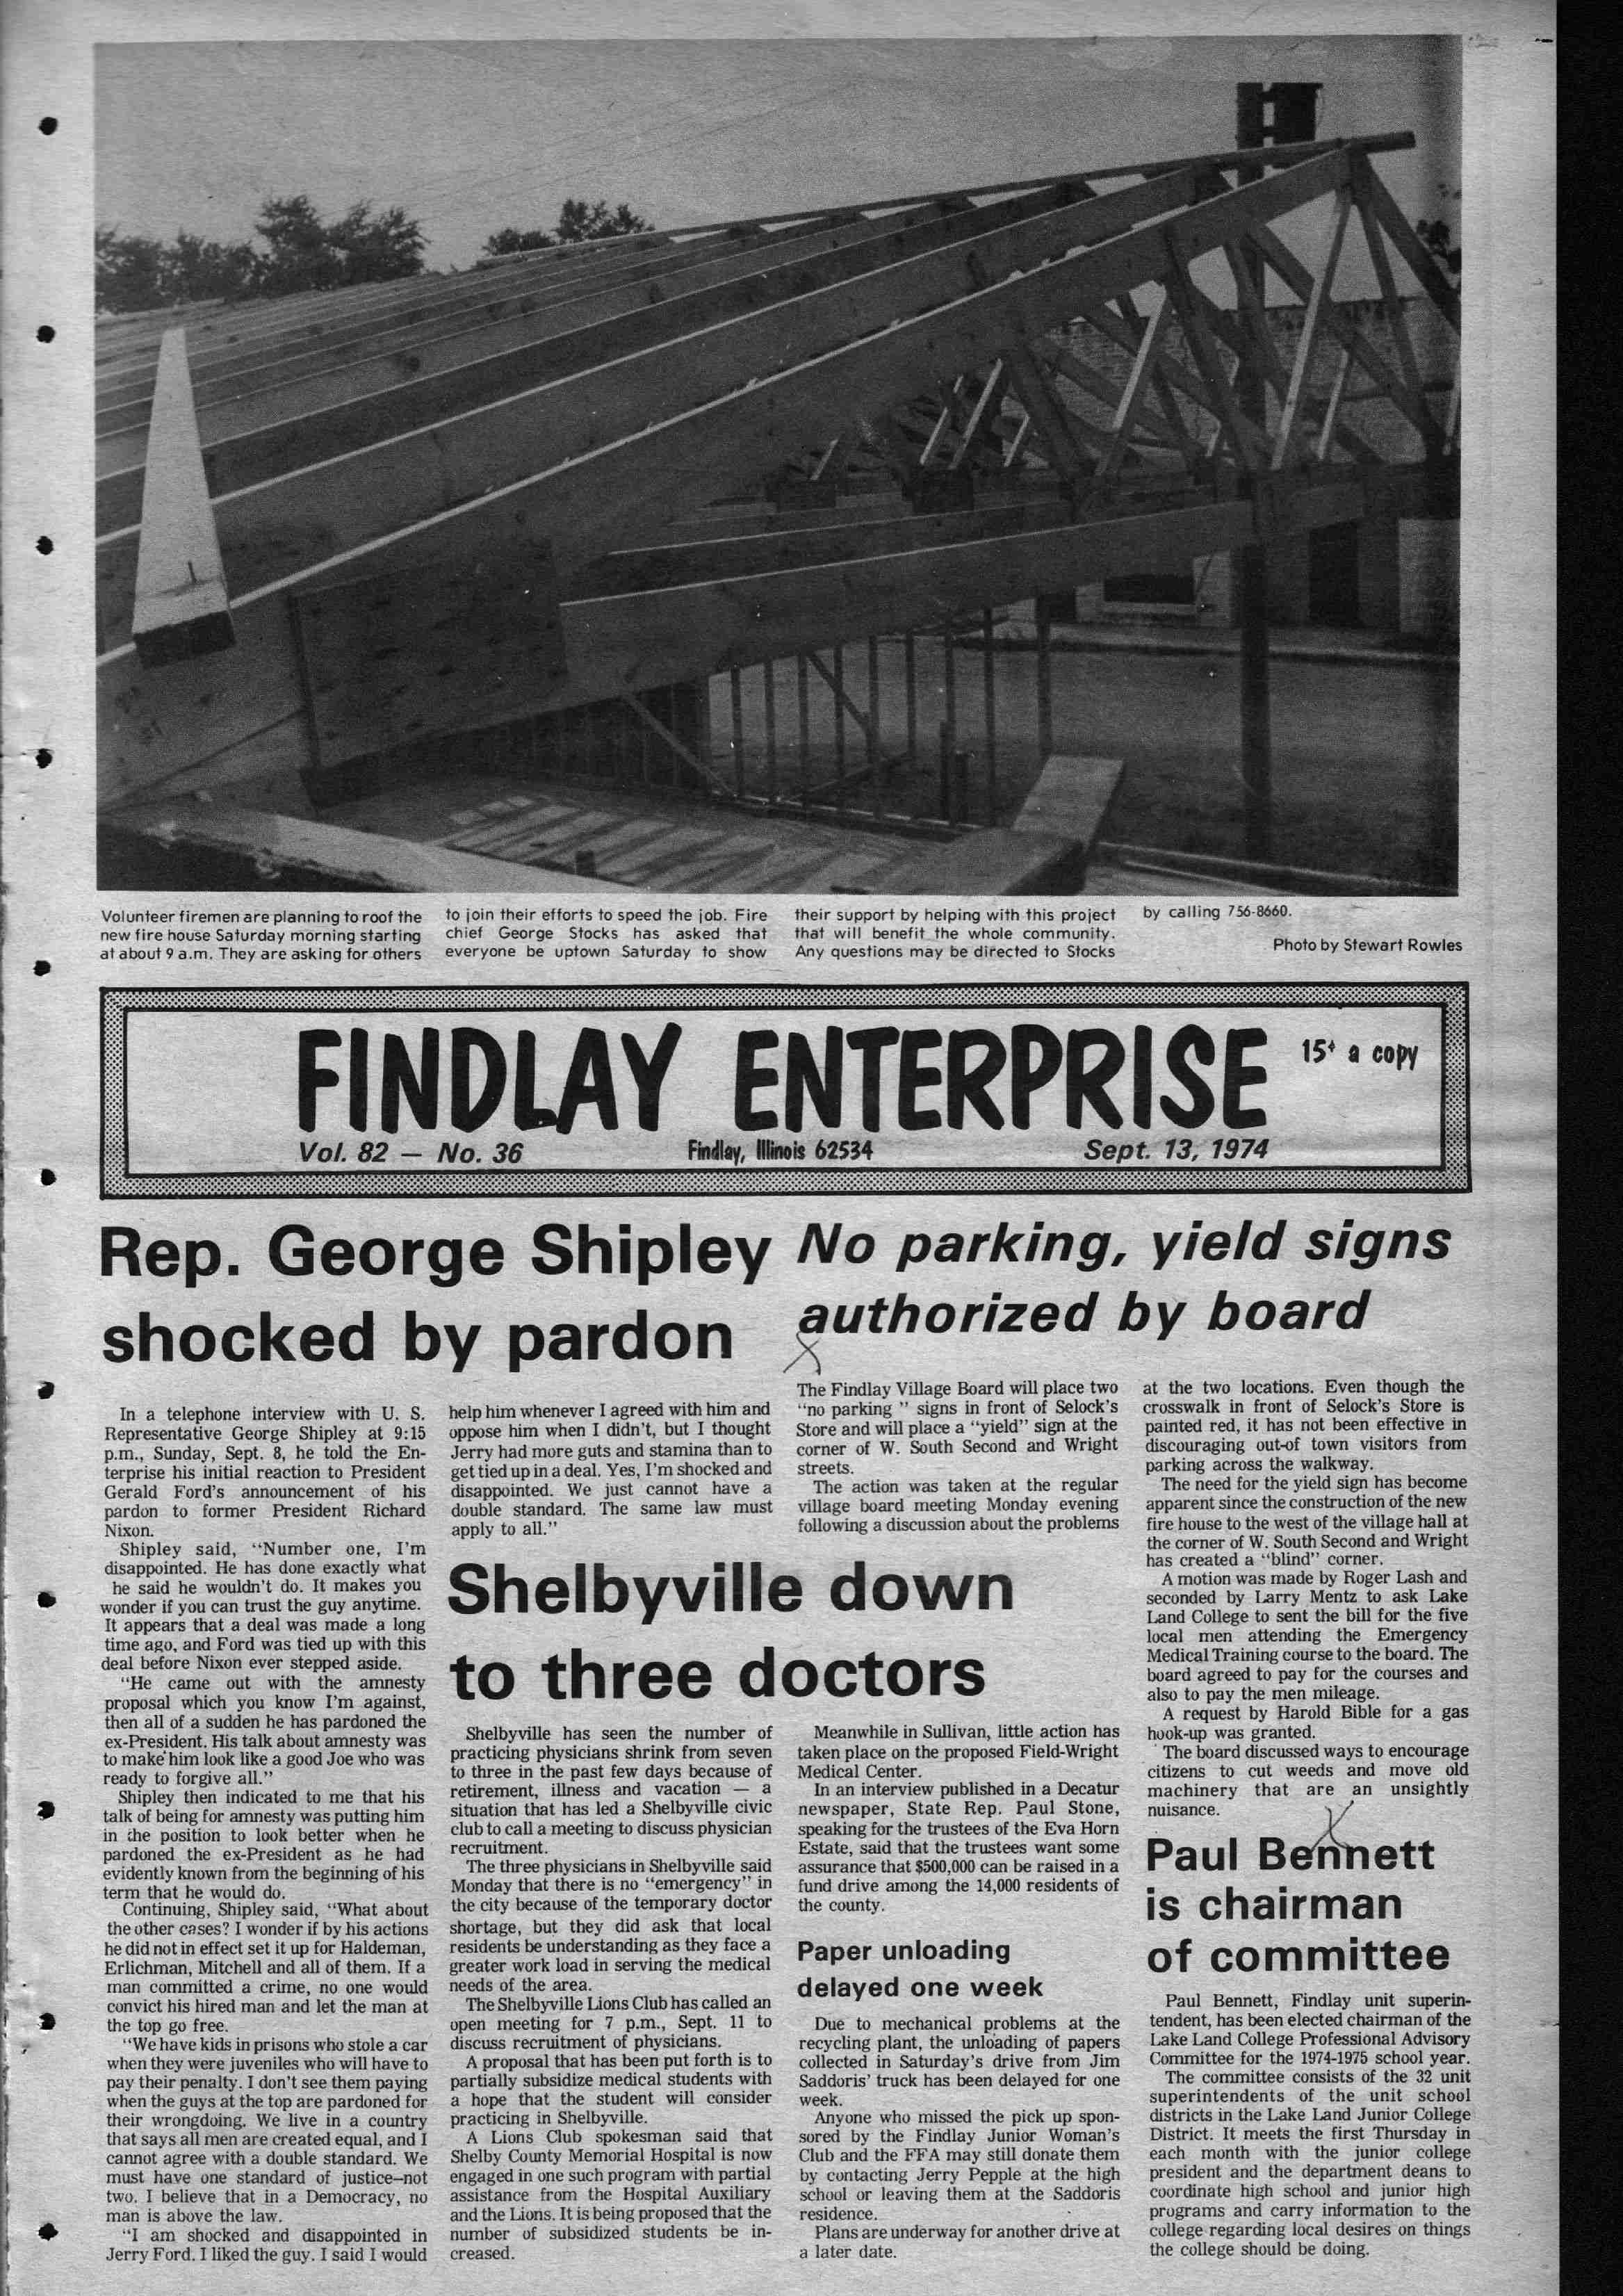 Volunteer firemen are planning to roof the
new fire house Saturday morning starting
at about 9 a.m. They are asking for others
to join their efforts to speed the job. Fire
chief George Stocks has asked that
everyone be uptown Saturday to show
their support by helping with this project
that will benefit the whole community.
Any questions may be directed to Stocks
by calling 756-8660.
Photo by Stewart Rowles
FINDLAY ENTERPRISE
15¢ a copy
Vol. 82 — No. 36
Findlay, Illinois 62534
Sept. 13, 1974
Rep. George Shipley
shocked by pardon
In a telephone interview with U. S.
Representative George Shipley at 9:15
p.m., Sunday, Sept. 8, he told the En-
terprise his initial reaction to President
Gerald Ford's announcement of his
pardon to former President Richard
Nixon.
Shipley said, "Number one, I'm
disappointed. He has done exactly what
he said he wouldn't do. It makes you
wonder if you can trust the guy anytime.
It appears that a deal was made a long
time ago, and Ford was tied up with this
deal before Nixon ever stepped aside.
"He came out with the amnesty
proposal which you know I'm against,
then all of a sudden he has pardoned the
ex-President. His talk about amnesty was
to make him look like a good Joe who was
ready to forgive all."
Shipley then indicated to me that his
talk of being for amnesty was putting him
in the position to look better when he
pardoned the ex-President as he had
evidently known from the beginning of his
term that he would do.
Continuing, Shipley said, "What about
the other cases? I wonder if by his actions
he did not in effect set it up for Haldeman,
Erlichman, Mitchell and all of them. If a
man committed a crime, no one would
convict his hired man and let the man at
the top go free.
"We have kids in prisons who stole a car
when they were juveniles who will have to
pay their penalty. I don't see them paying
when the guys at the top are pardoned for
their wrongdoing. We live in a country
that says all men are created equal, and I
cannot agree with a double standard. We
must have one standard of justice--not
two. I believe that in a Democracy, no
man is above the law.
"I am shocked and disappointed in
Jerry Ford. I liked the guy. I said I would
help him whenever I agreed with him and
oppose him when I didn't, but I thought
Jerry had more guts and stamina than to
get tied up in a deal. Yes, I'm shocked and
disappointed. We just cannot have a
double standard. The same law must
apply to all."
Shelbyville down
to three doctors
Shelbyville has seen the number of
practicing physicians shrink from seven
to three in the past few days because of
retirement, illness and vacation — a
situation that has led a Shelbyville civic
club to call a meeting to discuss physician
recruitment.
The three physicians in Shelbyville said
Monday that there is no "emergency" in
the city because of the temporary doctor
shortage, but they did ask that local
residents be understanding as they face a
greater work load in serving the medical
needs of the area.
The Shelbyville Lions Club has called an
open meeting for 7 p.m., Sept. 11 to
discuss recruitment of physicians.
A proposal that has been put forth is to
partially subsidize medical students with
a hope that the student will consider
practicing in Shelbyville.
A Lions Club spokesman said that
Shelby County Memorial Hospital is now
engaged in one such program with partial
assistance from the Hospital Auxiliary
and the Lions. It is being proposed that the
number of subsidized students be in-
creased.
Meanwhile in Sullivan, little action has
taken place on the proposed Field-Wright
Medical Center.
In an interview published in a Decatur
newspaper, State Rep. Paul Stone,
speaking for the trustees of the Eva Horn
Estate, said that the trustees want some
assurance that $500,000 can be raised in a
fund drive among the 14,000 residents of
the county.
Paper unloading
delayed one week
Due to mechanical problems at the
recycling plant, the unloading of papers
collected in Saturday's drive from Jim
Saddoris' truck has been delayed for one
week.
Anyone who missed the pick up spon-
sored by the Findlay Junior Woman's
Club and the FFA may still donate them
by contacting Jerry Pepple at the high
school or leaving them at the Saddoris
residence.
Plans are underway for another drive at
a later date.
No parking, yield signs
authorized by board
The Findlay Village Board will place two
"no parking " signs in front of Selock's
Store and will place a "yield" sign at the
corner of W. South Second and Wright
streets.
The action was taken at the regular
village board meeting Monday evening
following a discussion about the problems
at the two locations. Even though the
crosswalk in front of Selock's Store is
painted red, it has not been effective in
discouraging out-of town visitors from
parking across the walkway.
The need for the yield sign has become
apparent since the construction of the new
fire house to the west of the village hall at
the corner of W. South Second and Wright
has created a "blind" corner.
A motion was made by Roger Lash and
seconded by Larry Mentz to ask Lake
Land College to sent the bill for the five
local men attending the Emergency
Medical Training course to the board. The
board agreed to pay for the courses and
also to pay the men mileage.
A request by Harold Bible for a gas
hook-up was granted.
The board discussed ways to encourage
citizens to cut weeds and move old
machinery that are an unsightly
nuisance.
Paul Bennett
is chairman
of committee
Paul Bennett, Findlay unit superin-
tendent, has been elected chairman of the
Lake Land College Professional Advisory
Committee for the 1974-1975 school year.
The committee consists of the 32 unit
superintendents of the unit school
districts in the Lake Land Junior College
District. It meets the first Thursday in
each month with the junior college
president and the department deans to
coordinate high school and junior high
programs and carry information to the
college regarding local desires on things
the college should be doing.